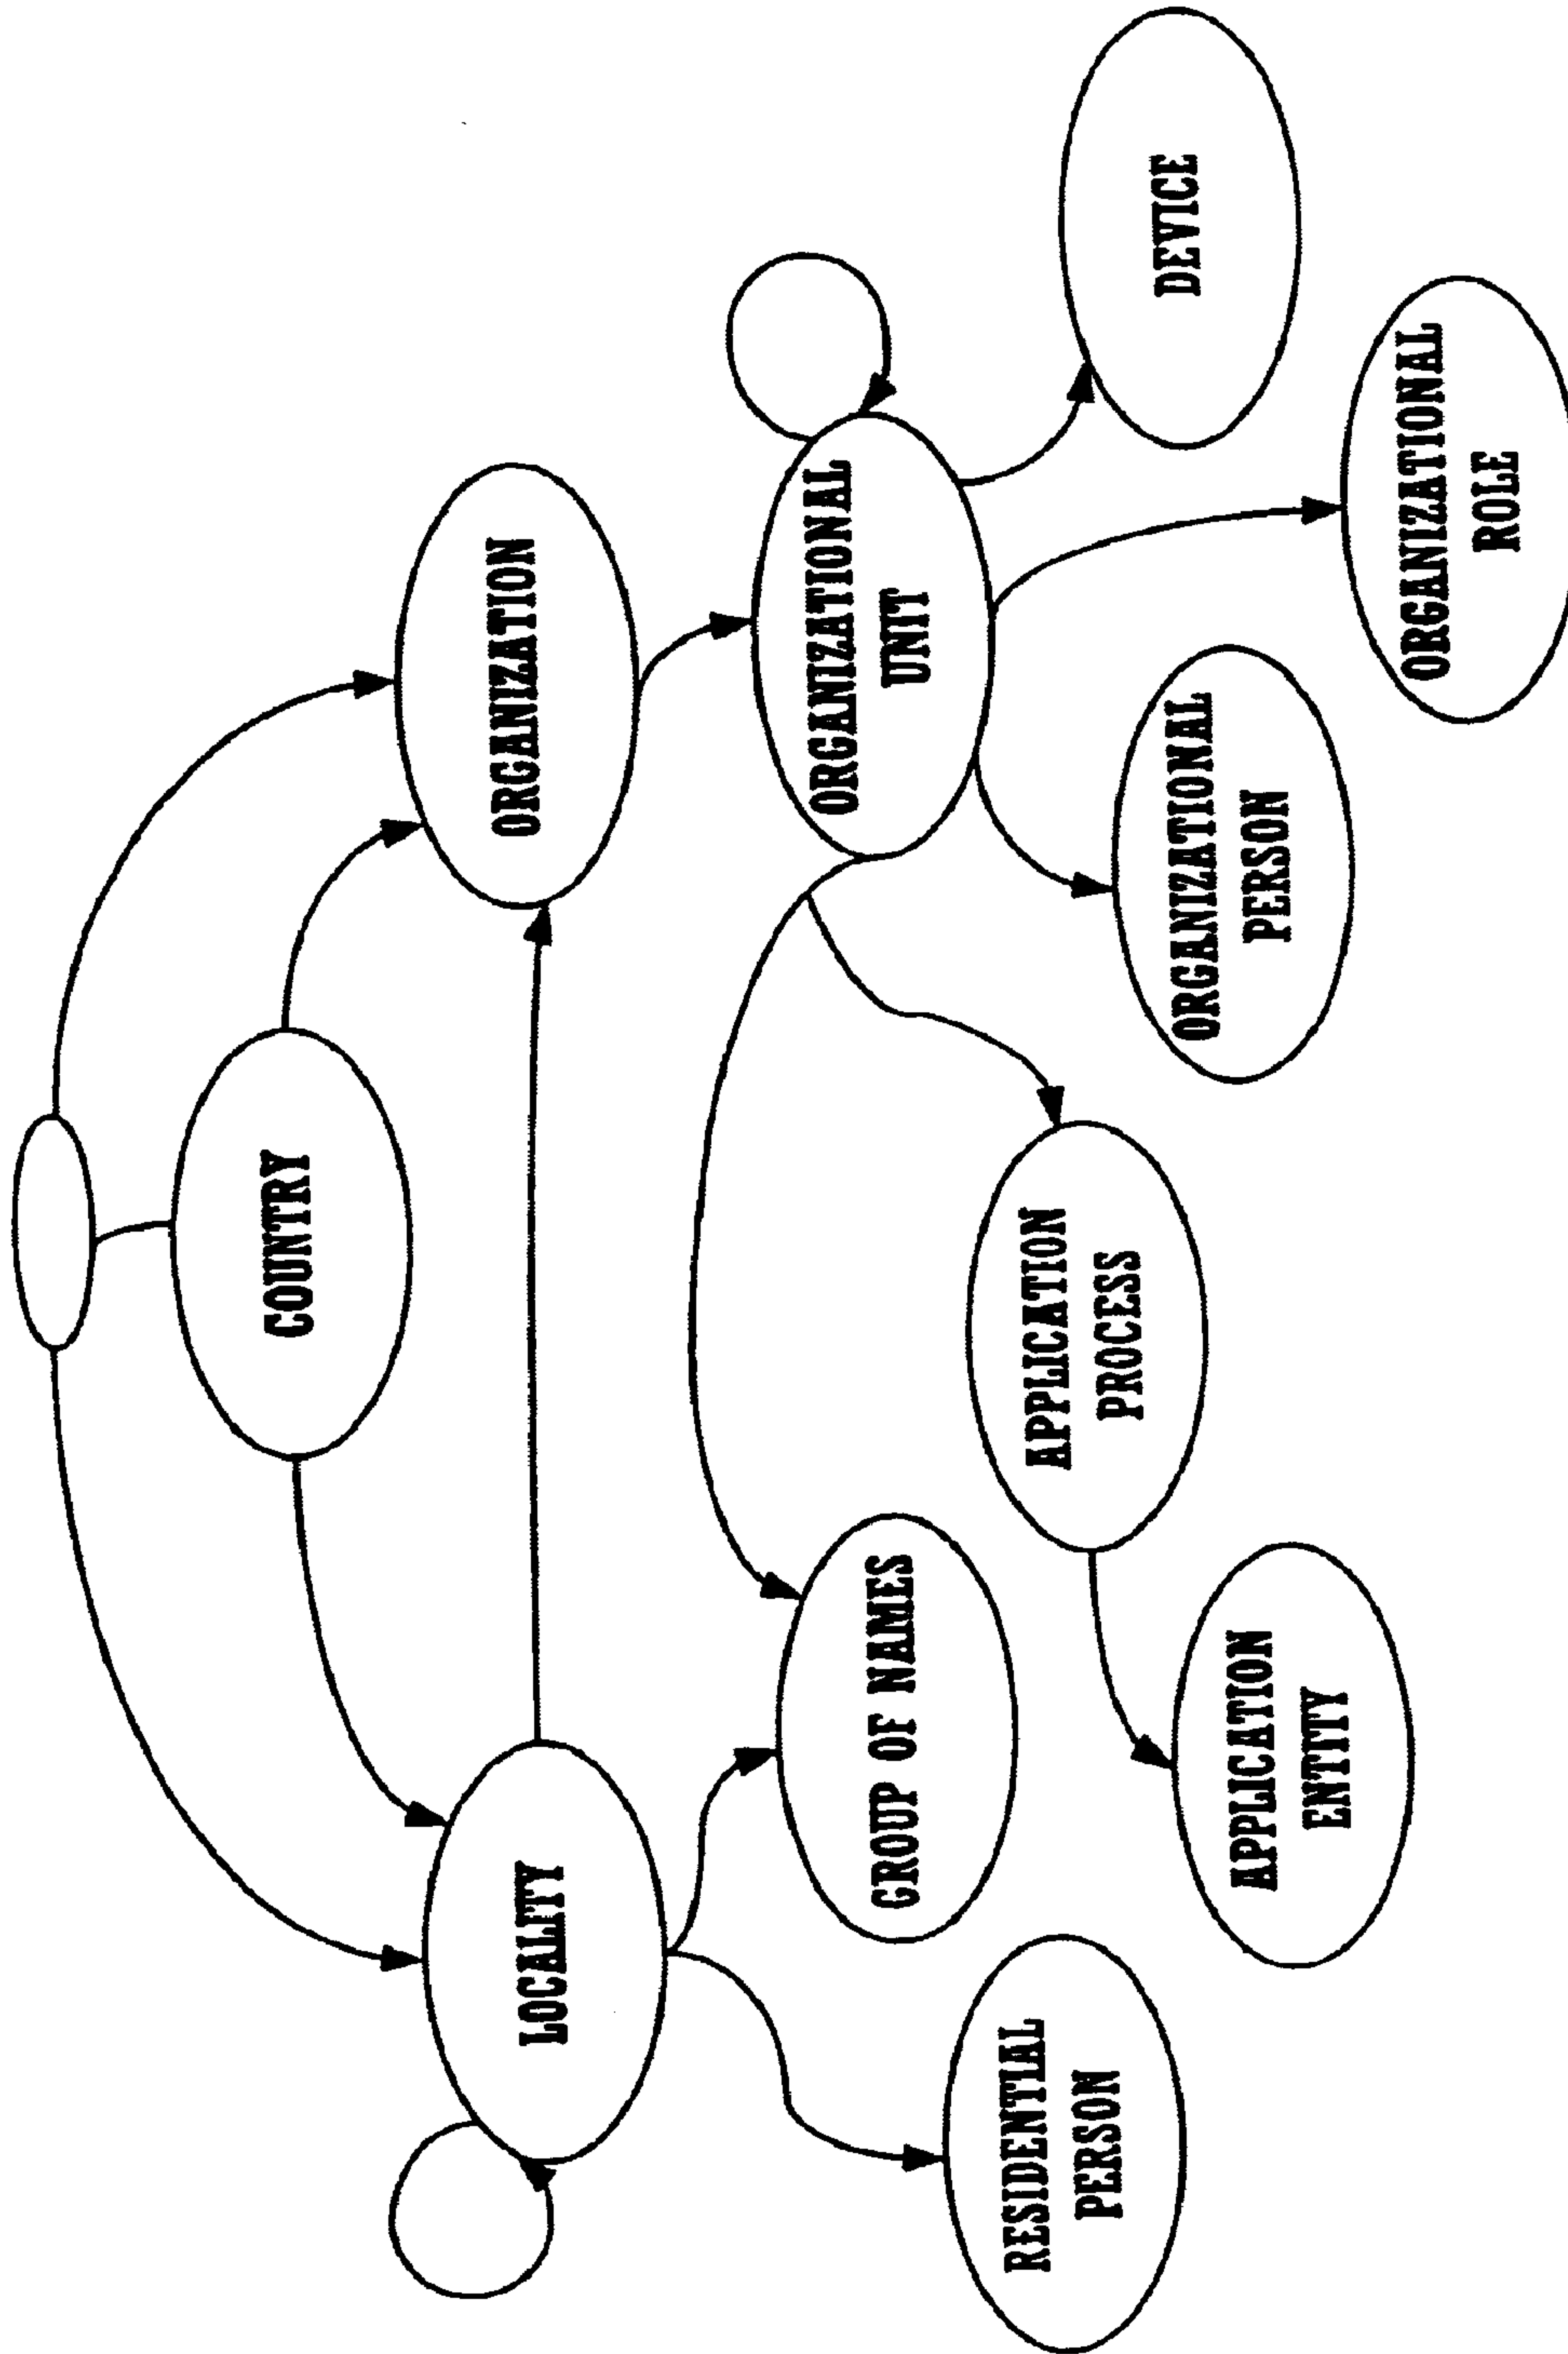 COUNTRY
LOCALITY
ORGANIZATION
GROUP OF NAMES
ORGANIZATIONAL
UNIT
RESIDENTIAL
PERSON
APPLICATION
PROCESS
APPLICATION
ENTITY
ORGANIZATIONAL
PERSON
ORGANIZATIONAL
ROLE
DEVICE